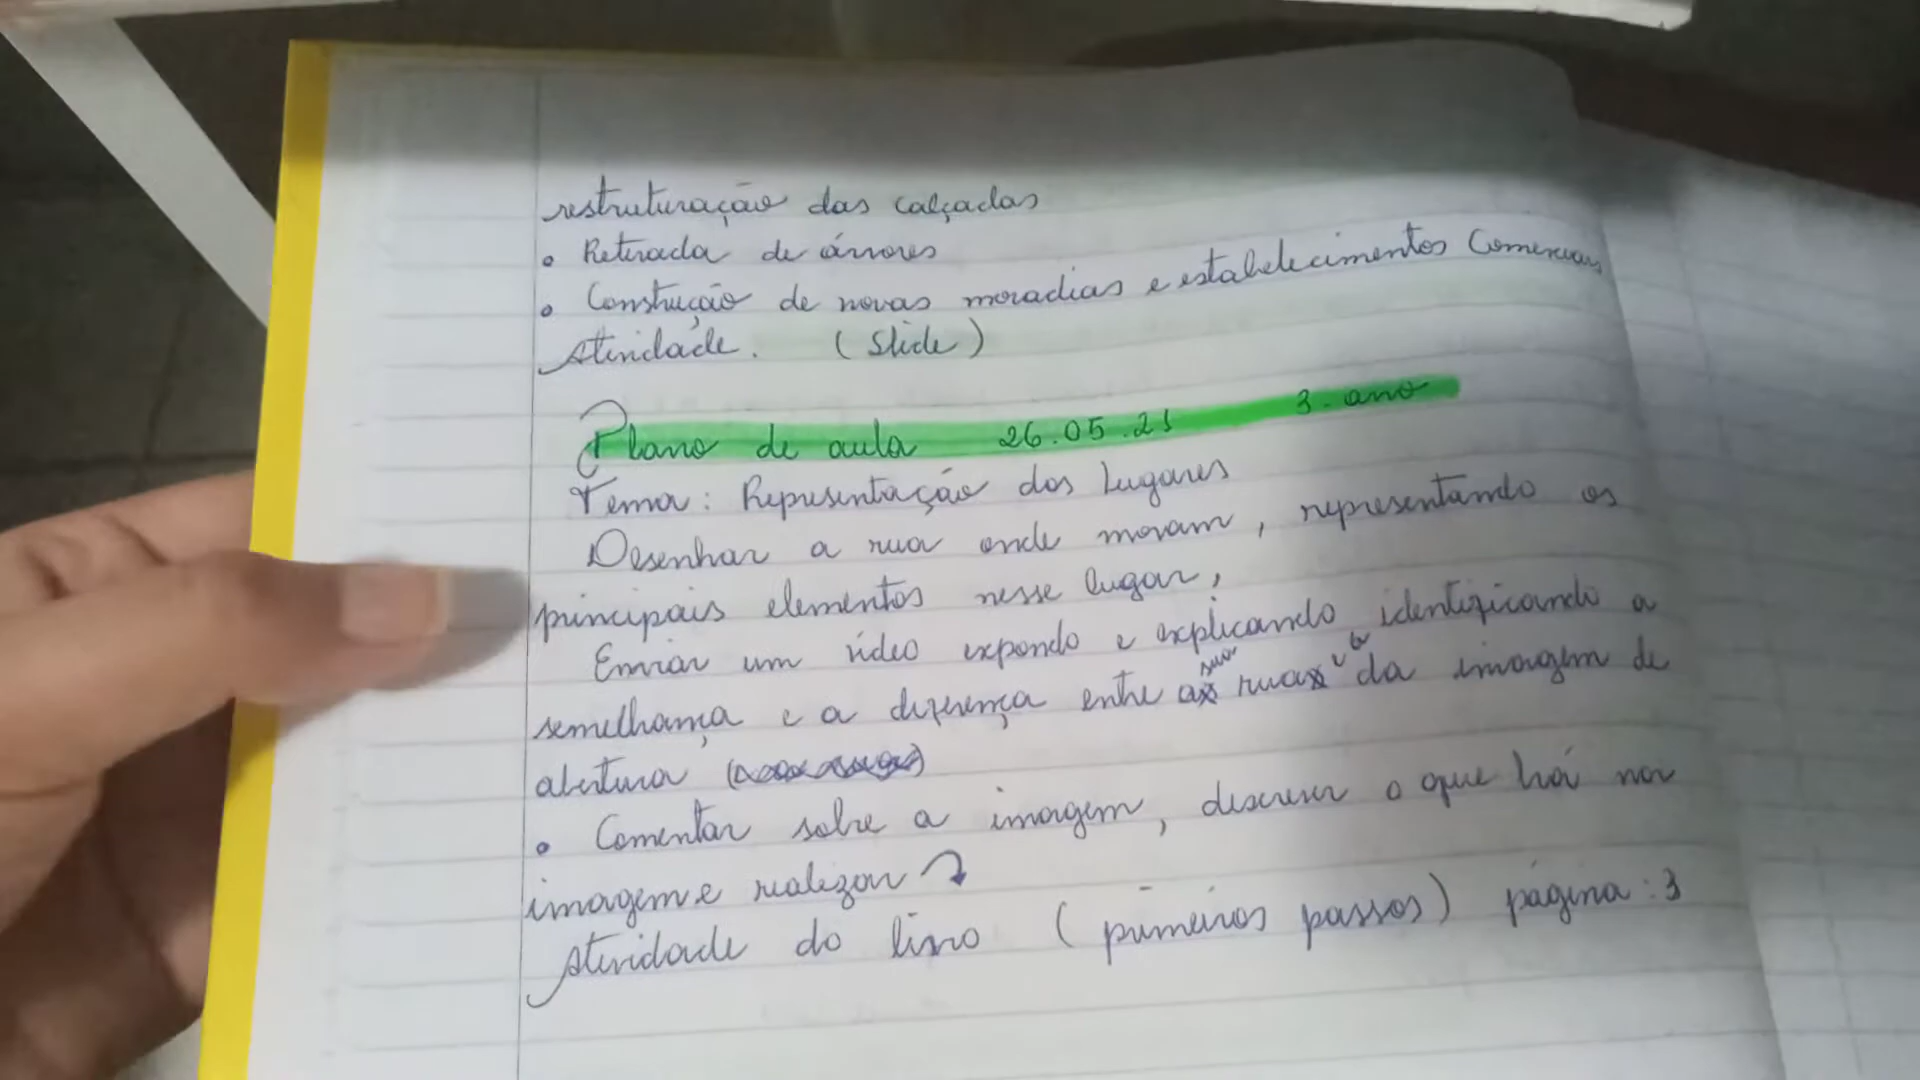 restruturação das calçadas
• Retirada de árvores
• Construção de novas moradias e estabelecimentos Comerciais
Atividade. (Slide)
Plano de aula 26.05.21 3. ano
Tema: Representação dos lugares
Desenhar a rua onde moram, representando os
principais elementos nesse lugar,
Enviar um vídeo expondo e explicando identificando a
semelhança e a diferença entre a sua rua e a da imagem de
abertura
• Comentar sobre a imagem, descrever o que há na
imagem e realizar
Atividade do livro (primeiros passos) página: 3